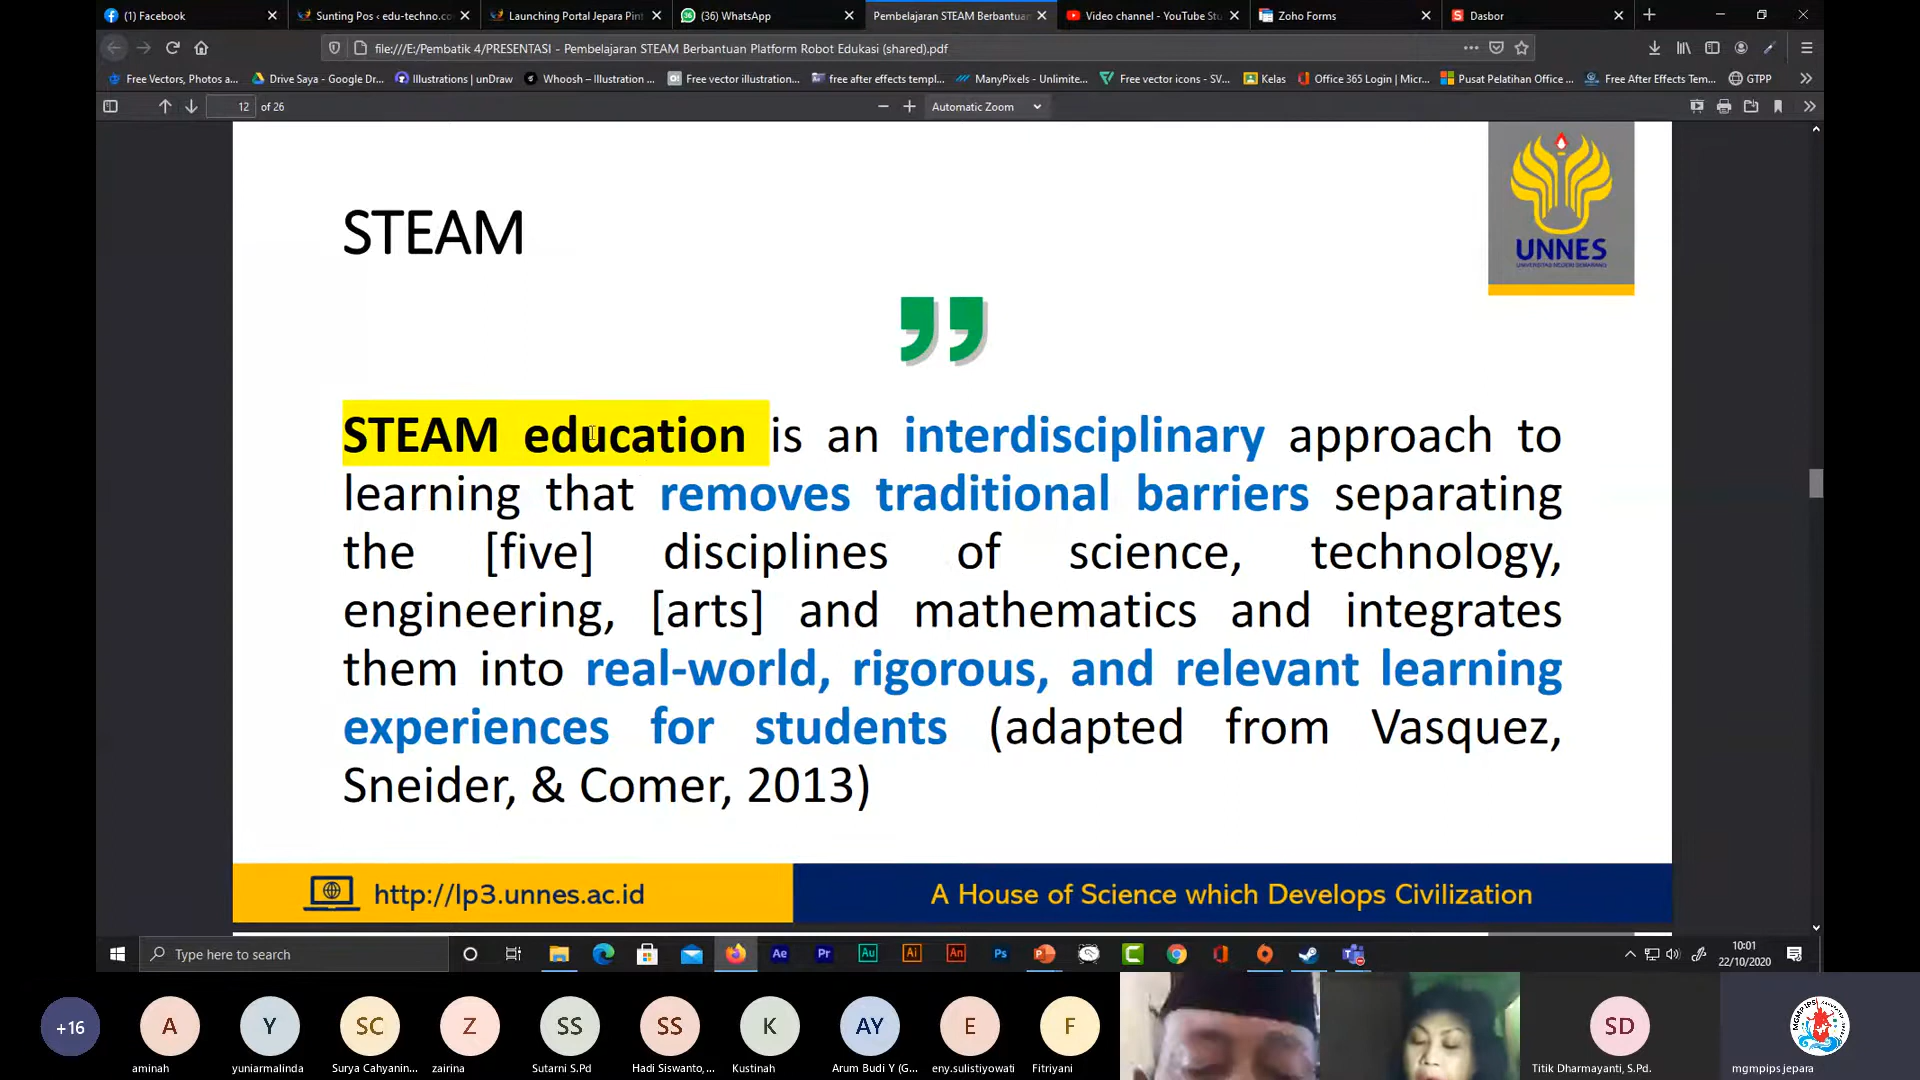 (1) Facebook
Sunting Pos ‹ edu-techno.co
Launching Portal Jepara Pint
(36) WhatsApp
Pembelajaran STEAM Berbantuan
Video channel - YouTube Stu
Zoho Forms
Dasbor
file:///E:/Pembatik 4/PRESENTASI - Pembelajaran STEAM Berbantuan Platform Robot Edukasi (shared).pdf
Free Vectors, Photos a...
Drive Saya - Google Dr...
Illustrations | unDraw
Whoosh – Illustration ...
Free vector illustration...
free after effects templ...
ManyPixels - Unlimite...
Free vector icons - SV...
Kelas
Office 365 Login | Micr...
Pusat Pelatihan Office ...
Free After Effects Tem...
GTPP
12 of 26
Automatic Zoom
UNNES
UNIVERSITAS NEGERI SEMARANG
STEAM
STEAM education is an interdisciplinary approach to
learning that removes traditional barriers separating
the [five] disciplines of science, technology,
engineering, [arts] and mathematics and integrates
them into real-world, rigorous, and relevant learning
experiences for students (adapted from Vasquez,
Sneider, & Comer, 2013)
http://lp3.unnes.ac.id
A House of Science which Develops Civilization
Type here to search
Ae
Pr
Au
Ai
An
Ps
10:01
22/10/2020
+16
A
Y
SC
Z
SS
SS
K
AY
E
F
SD
MGMP IPS
aminah
yuniarmalinda
Surya Cahyanin...
zairina
Sutarni S.Pd
Hadi Siswanto, ...
Kustinah
Arum Budi Y (G...
eny.sulistiyowati
Fitriyani
Titik Dharmayanti, S.Pd.
mgmpips jepara